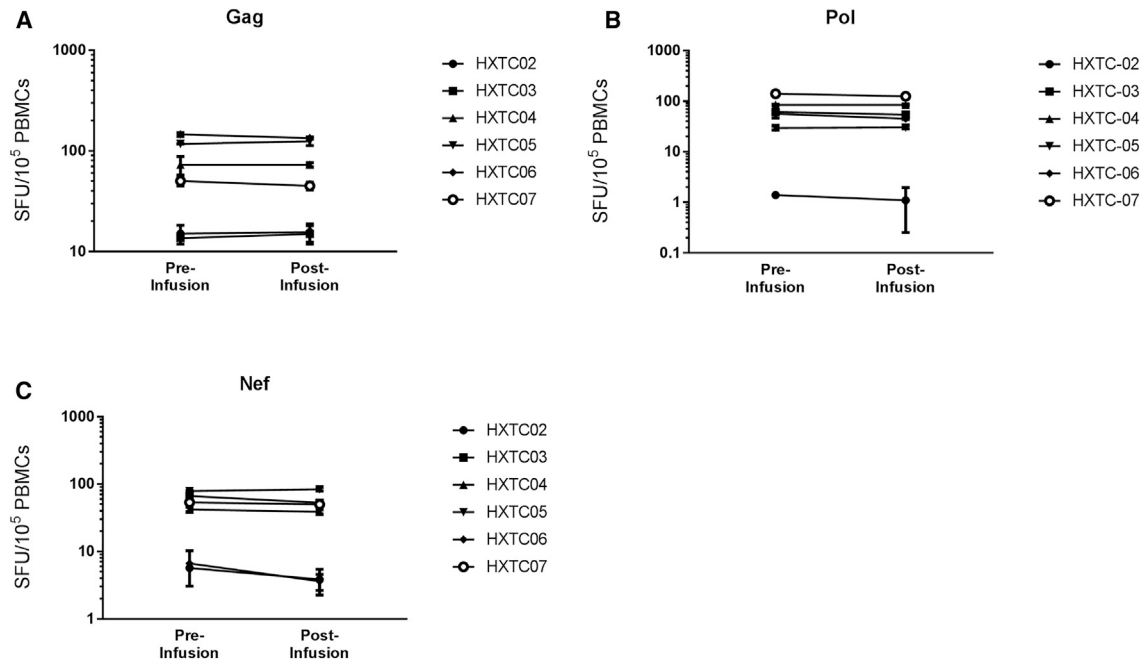 A
Gag
SFU/10⁵ PBMCs
1000
100
10
Pre-
Infusion
Post-
Infusion
HXTC02
HXTC03
HXTC04
HXTC05
HXTC06
HXTC07
B
Pol
SFU/10⁵ PBMCs
1000
100
10
1
0.1
Pre-
Infusion
Post-
Infusion
HXTC-02
HXTC-03
HXTC-04
HXTC-05
HXTC-06
HXTC-07
C
Nef
SFU/10⁵ PBMCs
1000
100
10
1
Pre-
Infusion
Post-
Infusion
HXTC02
HXTC03
HXTC04
HXTC05
HXTC06
HXTC07